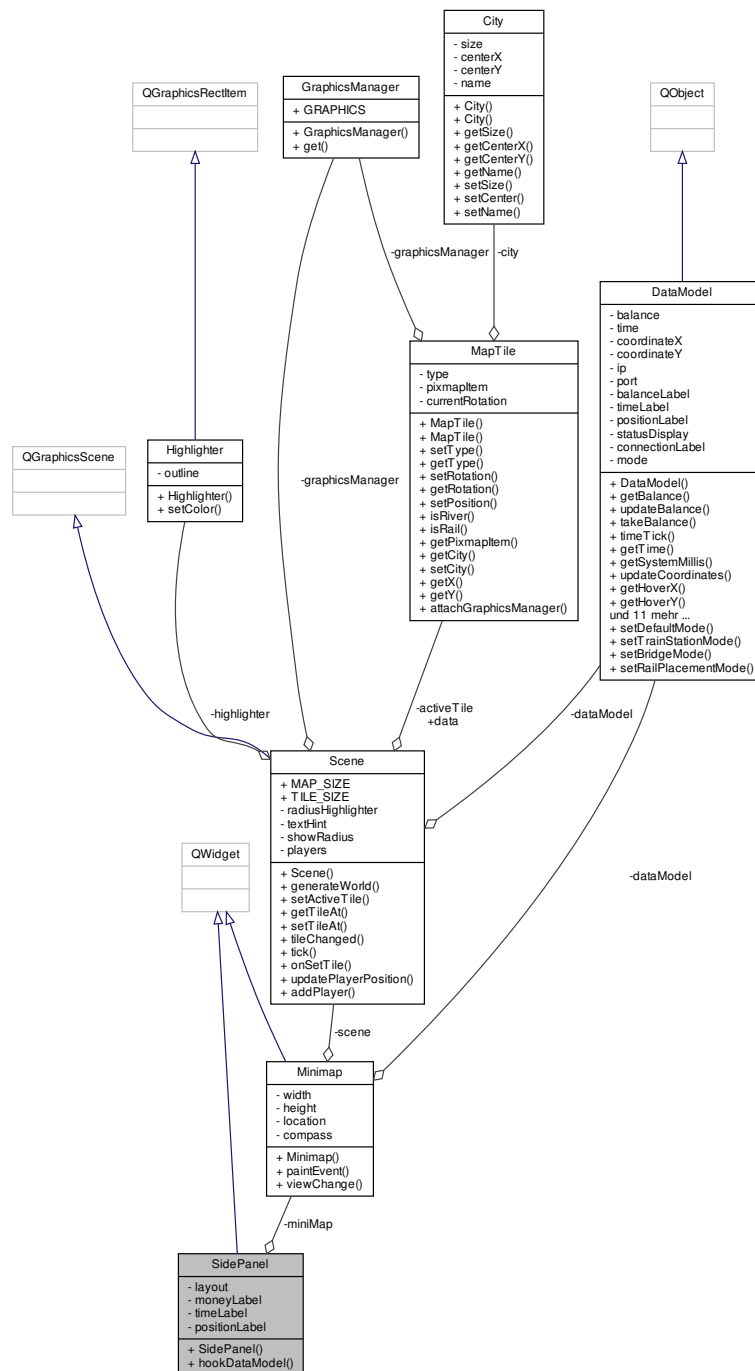 City
- size
- centerX
- centerY
- name
+ City()
+ City()
+ getSize()
+ getCenterX()
+ getCenterY()
+ getName()
+ setSize()
+ setCenter()
+ setName()
GraphicsManager
+ GRAPHICS
+ GraphicsManager()
+ get()
QGraphicsRectItem
QObject
-graphicsManager
-city
DataModel
- balance
- time
- coordinateX
- coordinateY
- ip
- port
- balanceLabel
- timeLabel
- positionLabel
- statusDisplay
- connectionLabel
- mode
+ DataModel()
+ getBalance()
+ updateBalance()
+ takeBalance()
+ timeTick()
+ getTime()
+ getSystemMillis()
+ updateCoordinates()
+ getHoverX()
+ getHoverY()
und 11 mehr ...
+ setDefaultMode()
+ setTrainStationMode()
+ setBridgeMode()
+ setRailPlacementMode()
MapTile
- type
- pixmapItem
- currentRotation
+ MapTile()
+ MapTile()
+ setType()
+ getType()
+ setRotation()
+ getRotation()
+ setPosition()
+ isRiver()
+ isRail()
+ getPixmapItem()
+ getCity()
+ setCity()
+ getX()
+ getY()
+ attachGraphicsManager()
Highlighter
- outline
+ Highlighter()
+ setColor()
QGraphicsScene
-graphicsManager
-highlighter
-activeTile
+data
-dataModel
Scene
+ MAP_SIZE
+ TILE_SIZE
- radiusHighlighter
- textHint
- showRadius
- players
+ Scene()
+ generateWorld()
+ setActiveTile()
+ getTileAt()
+ setTileAt()
+ tileChanged()
+ tick()
+ onSetTile()
+ updatePlayerPosition()
+ addPlayer()
QWidget
-dataModel
-scene
Minimap
- width
- height
- location
- compass
+ Minimap()
+ paintEvent()
+ viewChange()
-miniMap
SidePanel
- layout
- moneyLabel
- timeLabel
- positionLabel
+ SidePanel()
+ hookDataModel()